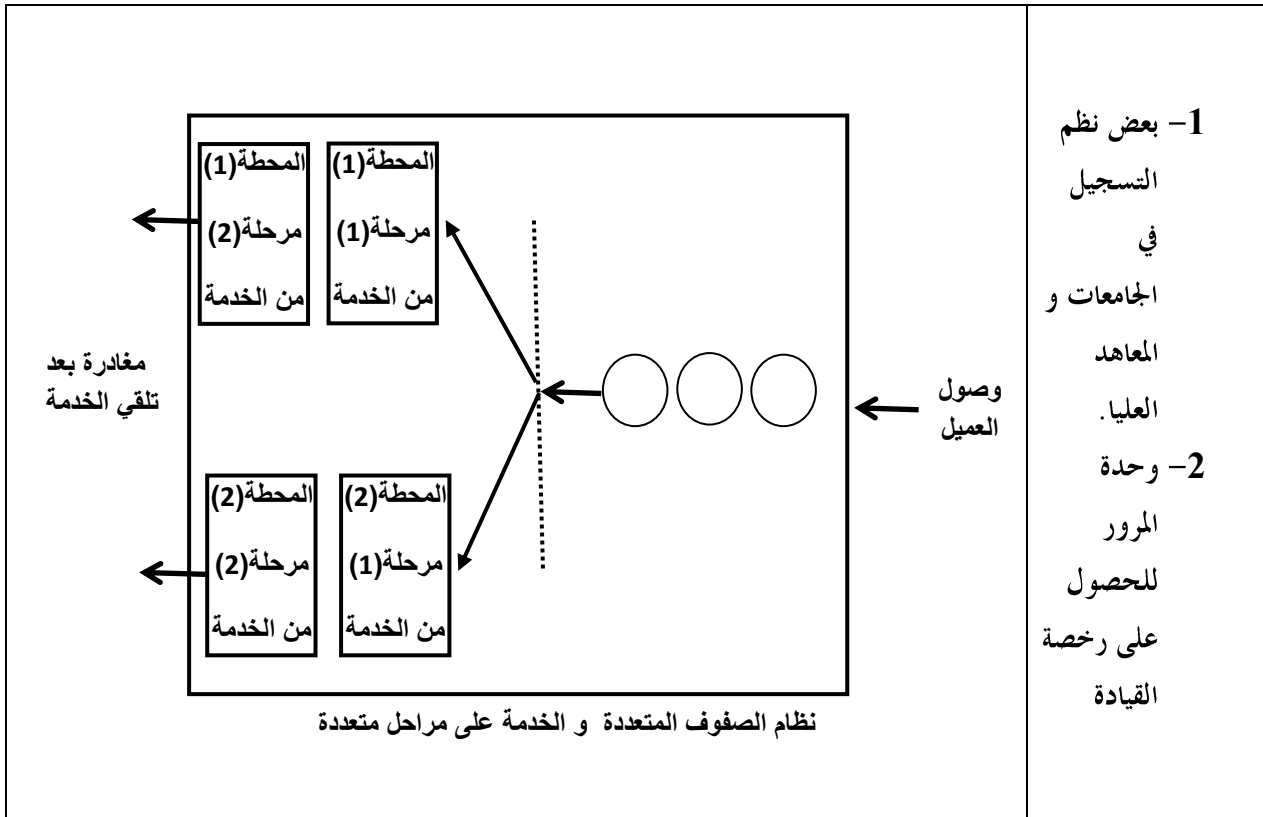 1– بعض نظم
التسجيل
في
الجامعات و
المعاهد
العليا.
2– وحدة
المرور
للحصول
على رخصة
القيادة
وصول
العميل
المحطة(1)
مرحلة(1)
من الخدمة
المحطة(1)
مرحلة(2)
من الخدمة
المحطة(2)
مرحلة(1)
من الخدمة
المحطة(2)
مرحلة(2)
من الخدمة
مغادرة بعد
تلقي الخدمة
نظام الصفوف المتعددة و الخدمة على مراحل متعددة